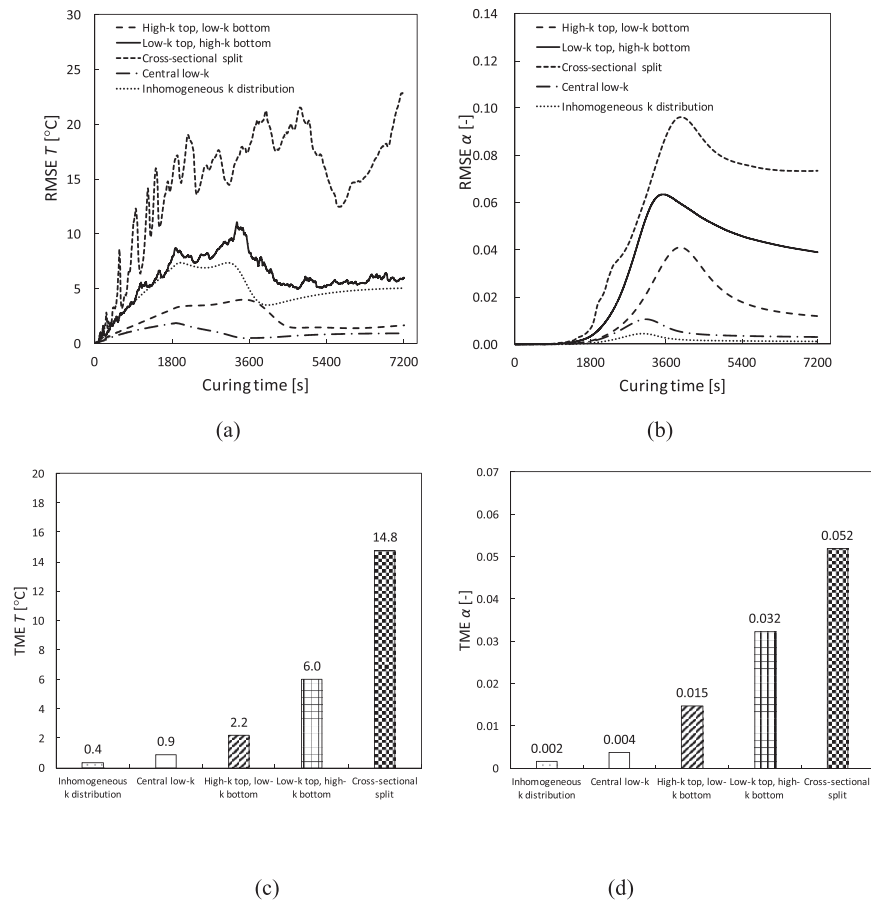 30
25
20
15
10
5
0
RMSE T [°C]
High-k top, low-k bottom
Low-k top, high-k bottom
Cross-sectional split
Central low-k
Inhomogeneous k distribution
0 1800 3600 5400 7200
Curing time [s]
(a)
0.14
0.12
0.10
0.08
0.06
0.04
0.02
0.00
RMSE α [-]
High-k top, low-k bottom
Low-k top, high-k bottom
Cross-sectional split
Central low-k
Inhomogeneous k distribution
0 1800 3600 5400 7200
Curing time [s]
(b)
20
18
16
14
12
10
8
6
4
2
0
TME T [°C]
0.4
0.9
2.2
6.0
14.8
Inhomogeneous
k distribution
Central low-k
High-k top, low-
k bottom
Low-k top, high-
k bottom
Cross-sectional
split
(c)
0.07
0.06
0.05
0.04
0.03
0.02
0.01
0
TME α [-]
0.002
0.004
0.015
0.032
0.052
Inhomogeneous
k distribution
Central low-k
High-k top, low-
k bottom
Low-k top, high-
k bottom
Cross-sectional
split
(d)